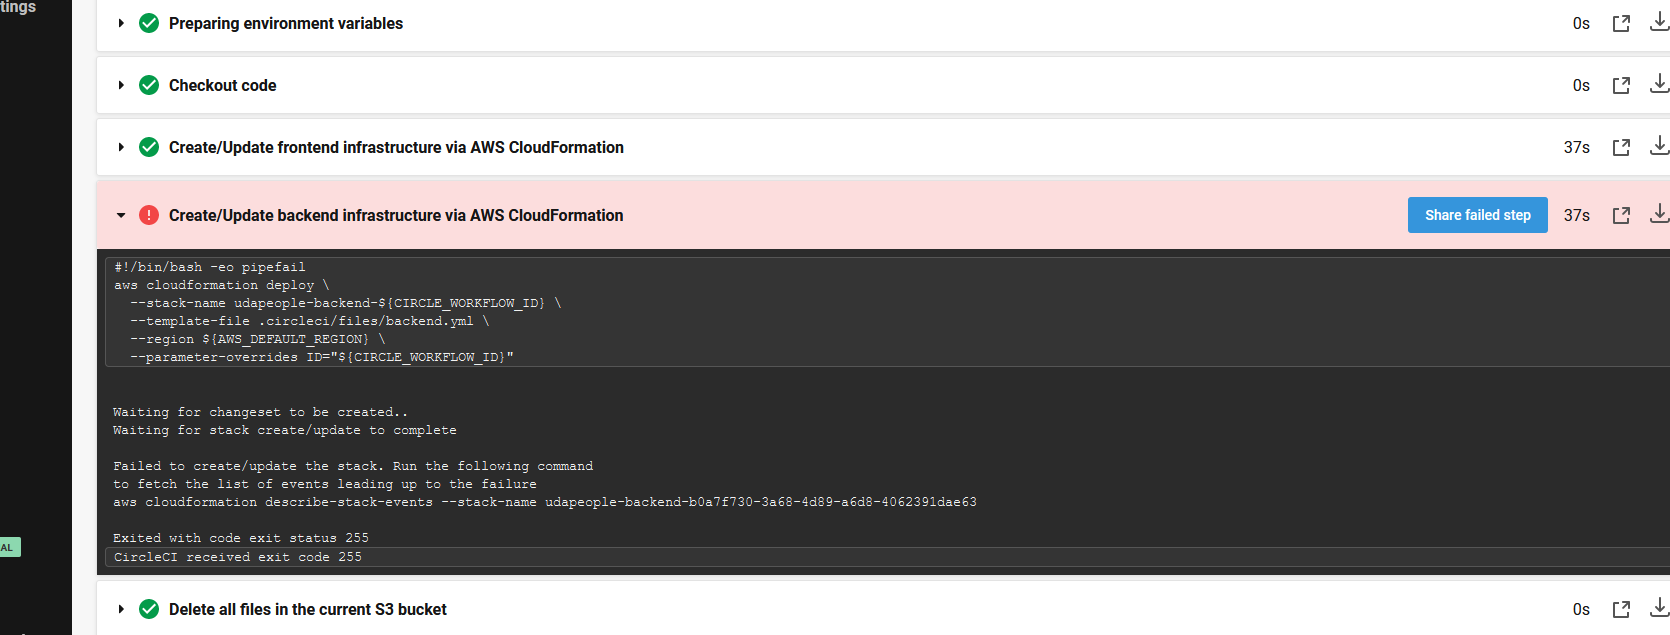 tings
Preparing environment variables 0s
Checkout code 0s
Create/Update frontend infrastructure via AWS CloudFormation 37s
! Create/Update backend infrastructure via AWS CloudFormation Share failed step 37s
#!/bin/bash -eo pipefail
aws cloudformation deploy \
  --stack-name udapeople-backend-${CIRCLE_WORKFLOW_ID} \
  --template-file .circleci/files/backend.yml \
  --region ${AWS_DEFAULT_REGION} \
  --parameter-overrides ID="${CIRCLE_WORKFLOW_ID}"
Waiting for changeset to be created..
Waiting for stack create/update to complete
Failed to create/update the stack. Run the following command
to fetch the list of events leading up to the failure
aws cloudformation describe-stack-events --stack-name udapeople-backend-b0a7f730-3a68-4d89-a6d8-4062391dae63
Exited with code exit status 255
AL
CircleCI received exit code 255
Delete all files in the current S3 bucket 0s